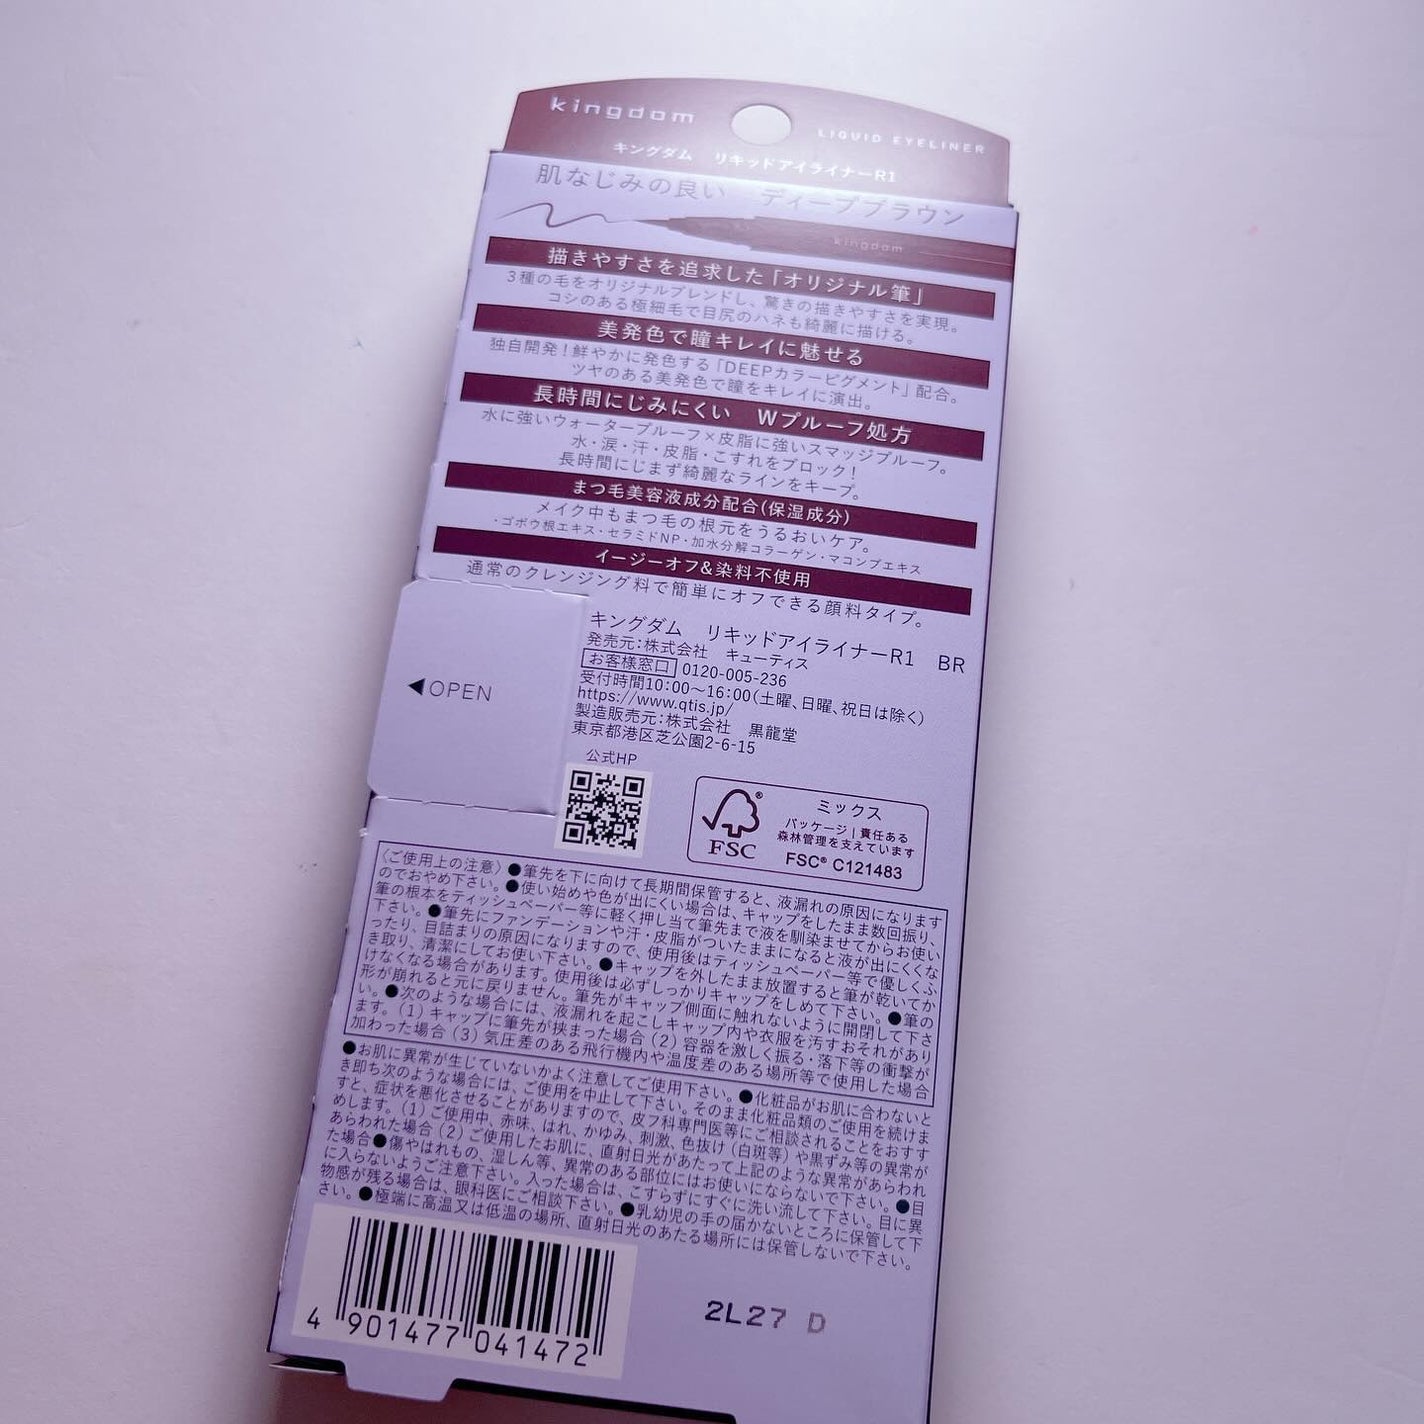 kingdom
LIQUID EYELINER
キングダム リキッドアイライナーR1
肌なじみの良い ディープブラウン
kingdom
描きやすさを追求した「オリジナル筆」
3種の毛をオリジナルブレンドし、驚きの描きやすさを実現。
コシのある極細毛で目尻のハネも綺麗に描ける。
美発色で瞳キレイに魅せる
独自開発！鮮やかに発色する「DEEPカラーピグメント」配合。
ツヤのある美発色で瞳をキレイに演出。
長時間にじみにくい Wプルーフ処方
水に強いウォータープルーフ×皮脂に強いスマッジプルーフ。
水・涙・汗・皮脂・こすれをブロック！
長時間にじまず綺麗なラインをキープ。
まつ毛美容液成分配合(保湿成分)
メイク中もまつ毛の根元をうるおいケア。
・ゴボウ根エキス・セラミドNP・加水分解コラーゲン・マコンブエキス
イージーオフ&染料不使用
通常のクレンジング料で簡単にオフできる顔料タイプ。
◀OPEN
キングダム リキッドアイライナーR1 BR
発売元：株式会社 キューティス
お客様窓口 0120-005-236
受付時間10：00～16：00（土曜、日曜、祝日は除く）
https://www.qtis.jp/
製造販売元：株式会社 黒龍堂
東京都港区芝公園2-6-15
公式HP
FSC®
ミックス
パッケージ｜責任ある
森林管理を支えています
FSC® C121483
〈ご使用上の注意〉●筆先を下に向けて長期間保管すると、液漏れの原因になります
のでおやめ下さい。●使い始めや色が出にくい場合は、キャップをしたまま数回振り、
筆の根本をティッシュペーパー等に軽く押し当て筆先まで液を馴染ませてからお使い
下さい。●筆先にファンデーションや汗・皮脂がついたままになると液が出にくくな
ったり、目詰まりの原因になりますので、使用後はティッシュペーパー等で優しくふ
き取り、清潔にしてお使い下さい。●キャップを外したまま放置すると筆が乾いてか
けなくなる場合があります。使用後は必ずしっかりキャップをしめて下さい。●筆の
形が崩れると元に戻りません。筆先がキャップ側面に触れないように開閉して下さ
い。●次のような場合には、液漏れを起こしキャップ内や衣服を汚すおそれがあり
ます。（1）キャップに筆先が挟まった場合（2）容器を激しく振る・落下等の衝撃が
加わった場合（3）気圧差のある飛行機内や温度差のある場所等で使用した場合
●お肌に異常が生じていないかよく注意してご使用下さい。●化粧品がお肌に合わないと
き即ち次のような場合には、ご使用を中止して下さい。そのまま化粧品類のご使用を続けま
すと、症状を悪化させることがありますので、皮フ科専門医等にご相談されることをおすす
めします。（1）ご使用中、赤味、はれ、かゆみ、刺激、色抜け（白斑等）や黒ずみ等の異常が
あらわれた場合（2）ご使用したお肌に、直射日光があたって上記のような異常があらわれ
た場合●傷やはれもの、湿しん等、異常のある部位にはお使いにならないで下さい。●目
に入らないようご注意下さい。入った場合は、こすらずにすぐに洗い流して下さい。目に異
物感が残る場合は、眼科医にご相談下さい。●乳幼児の手の届かないところに保管して下
さい。●極端に高温又は低温の場所、直射日光のあたる場所には保管しないで下さい。
4 901477 041472
2L27 D